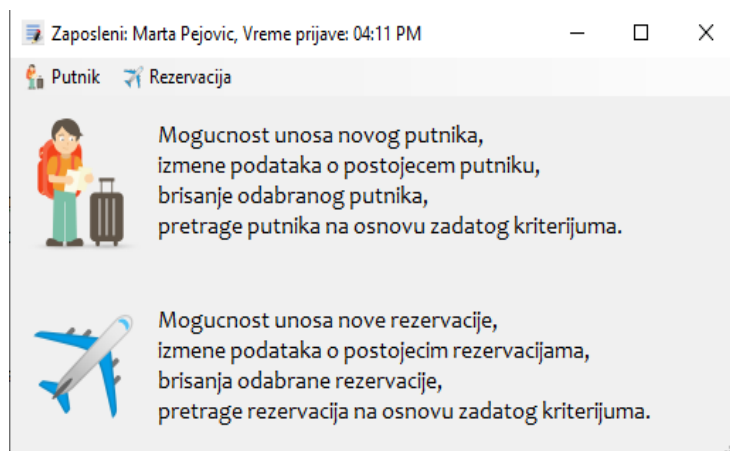 Zaposleni: Marta Pejovic, Vreme prijave: 04:11 PM
Putnik Rezervacija
Mogucnost unosa novog putnika,
izmene podataka o postojecem putniku,
brisanje odabranog putnika,
pretrage putnika na osnovu zadatog kriterijuma.
Mogucnost unosa nove rezervacije,
izmene podataka o postojecim rezervacijama,
brisanja odabrane rezervacije,
pretrage rezervacija na osnovu zadatog kriterijuma.